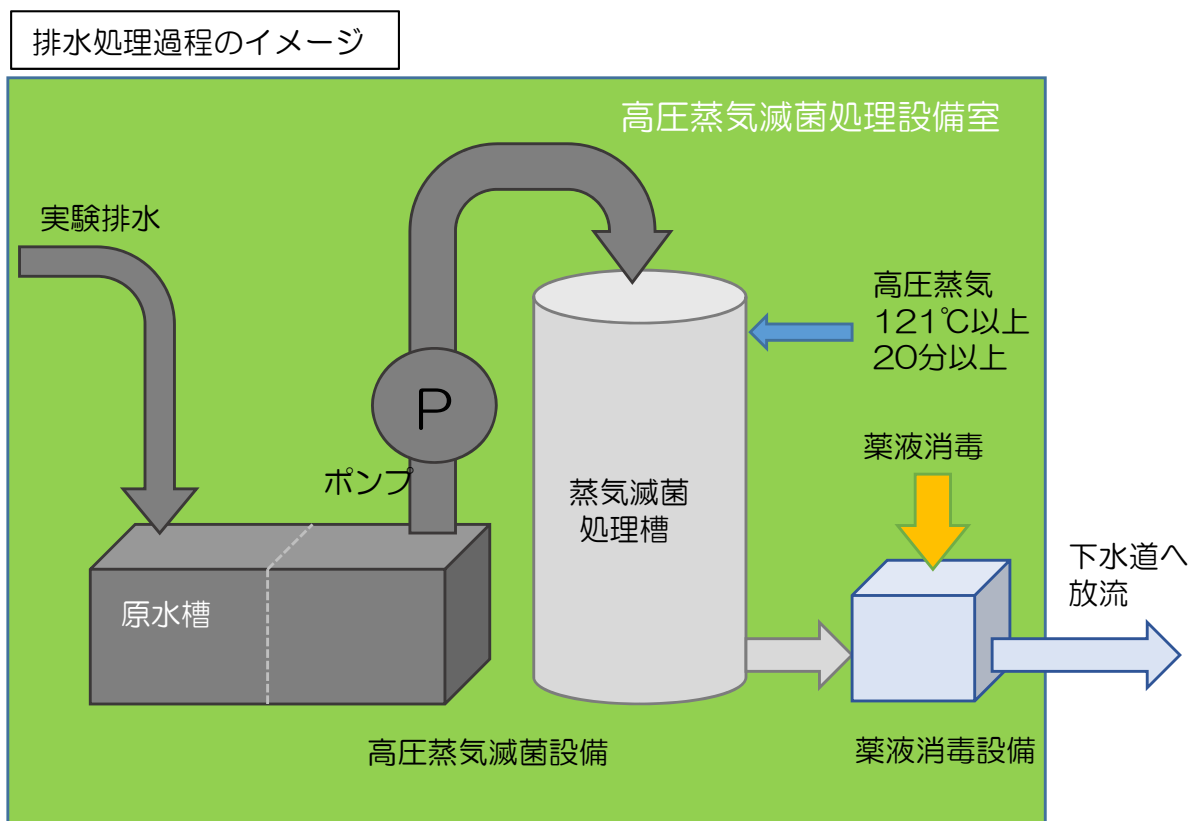 排水処理過程のイメージ
高圧蒸気滅菌処理設備室
実験排水
高圧蒸気
121℃以上
20分以上
P
ポンプ
薬液消毒
蒸気滅菌
処理槽
原水槽
下水道へ
放流
高圧蒸気滅菌設備
薬液消毒設備